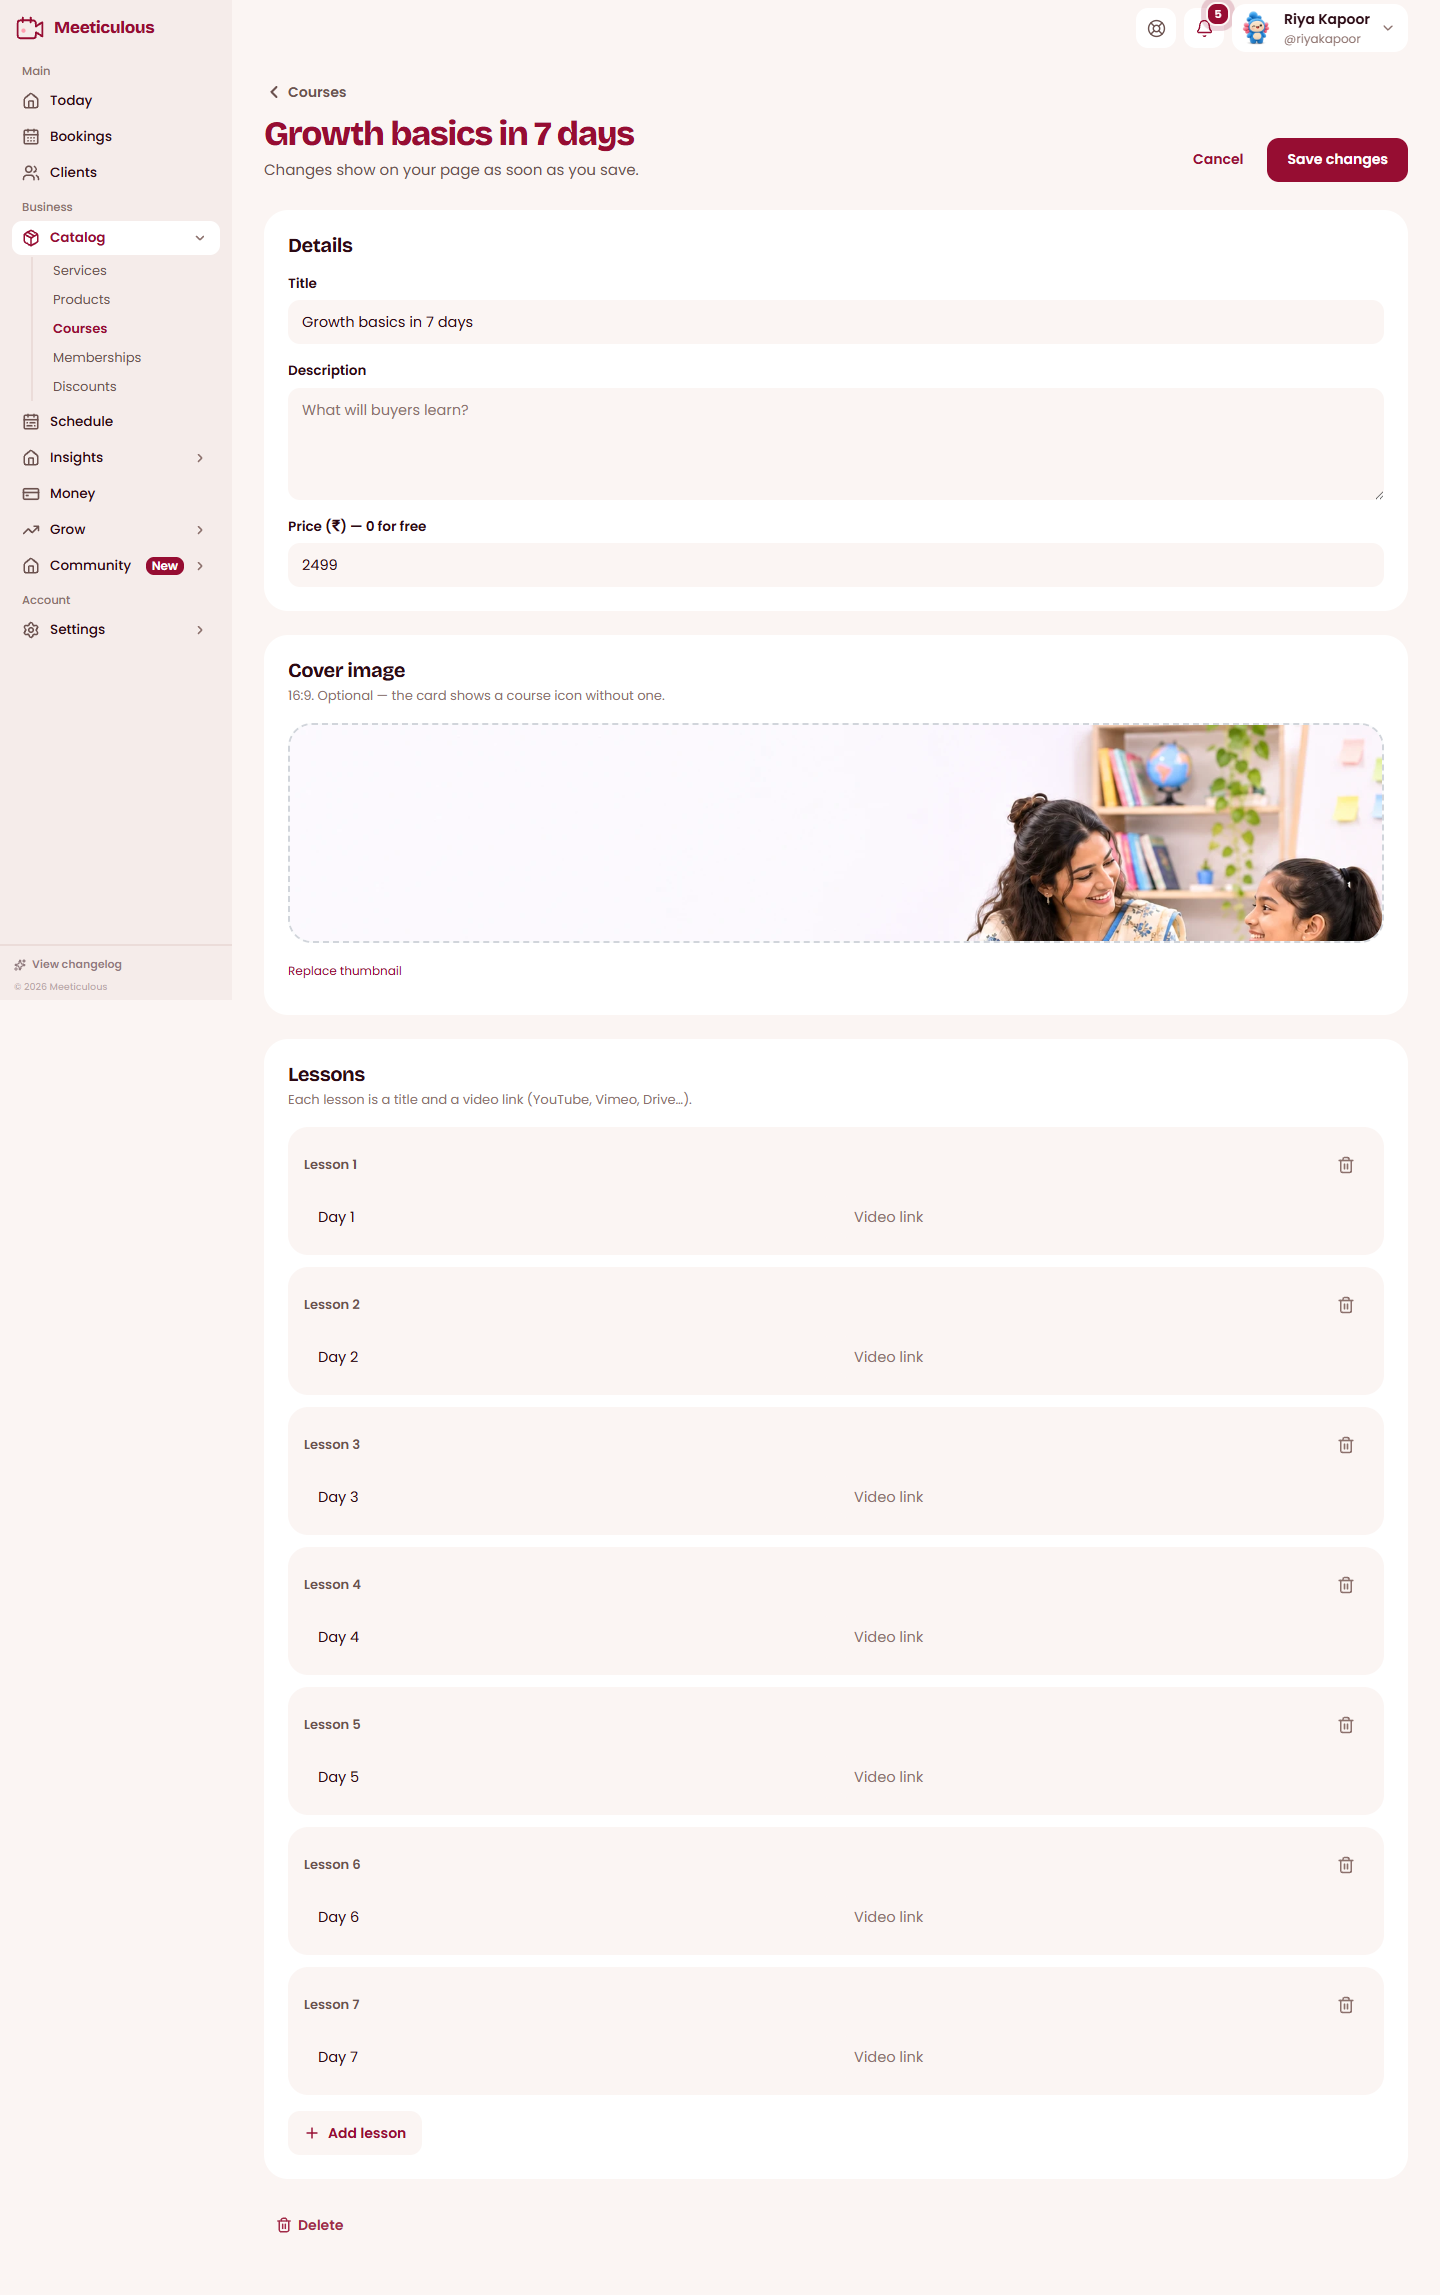 Meeticulous
Main
Today
Bookings
Clients
Business
Catalog
Services
Products
Courses
Memberships
Discounts
Schedule
Insights
Money
Grow
Community New
Account
Settings
View changelog
© 2026 Meeticulous
5
Riya Kapoor
@riyakapoor
Courses
Growth basics in 7 days
Changes show on your page as soon as you save.
Cancel
Save changes
Details
Title
Growth basics in 7 days
Description
What will buyers learn?
Price (₹) — 0 for free
2499
Cover image
16:9. Optional — the card shows a course icon without one.
Replace thumbnail
Lessons
Each lesson is a title and a video link (YouTube, Vimeo, Drive…).
Lesson 1
Day 1 Video link
Lesson 2
Day 2 Video link
Lesson 3
Day 3 Video link
Lesson 4
Day 4 Video link
Lesson 5
Day 5 Video link
Lesson 6
Day 6 Video link
Lesson 7
Day 7 Video link
Add lesson
Delete